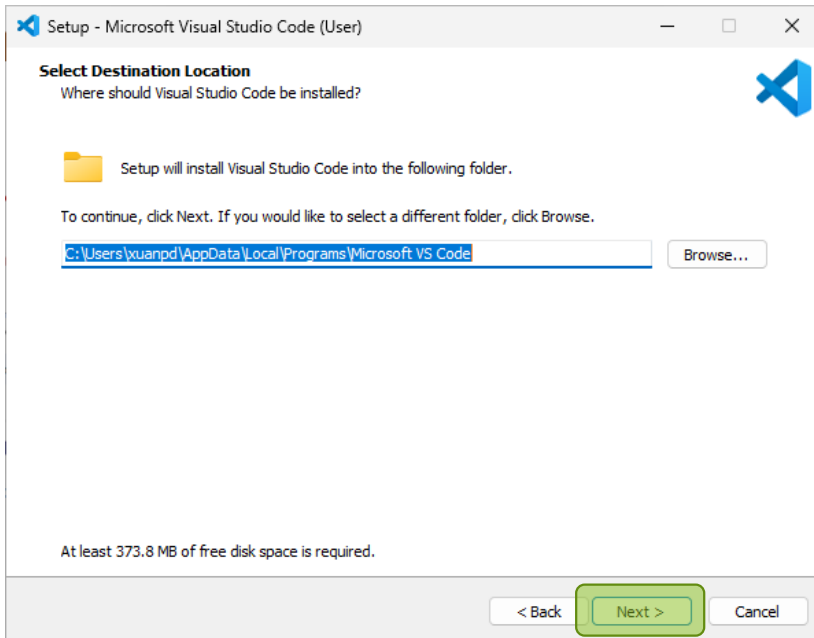 Setup - Microsoft Visual Studio Code (User)
Select Destination Location
Where should Visual Studio Code be installed?
Setup will install Visual Studio Code into the following folder.
To continue, click Next. If you would like to select a different folder, click Browse.
C:\Users\xuanpd\AppData\Local\Programs\Microsoft VS Code
Browse...
At least 373.8 MB of free disk space is required.
< Back
Next >
Cancel